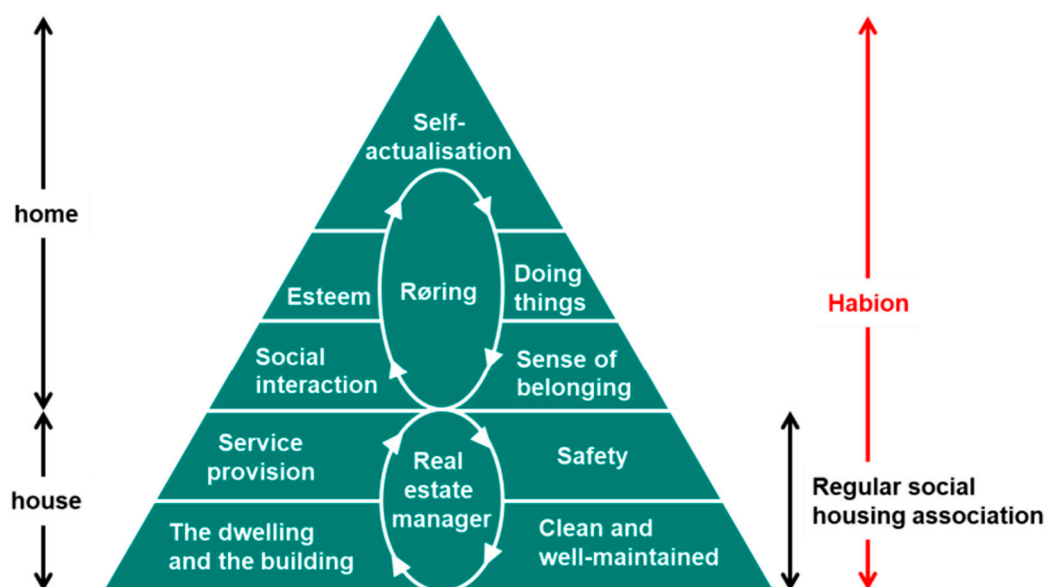 Self-
actualisation
home
Esteem
Røring
Doing
things
Habion
Social
interaction
Sense of
belonging
Service
provision
Real
estate
manager
Safety
house
Regular social
housing association
The dwelling
and the building
Clean and
well-maintained